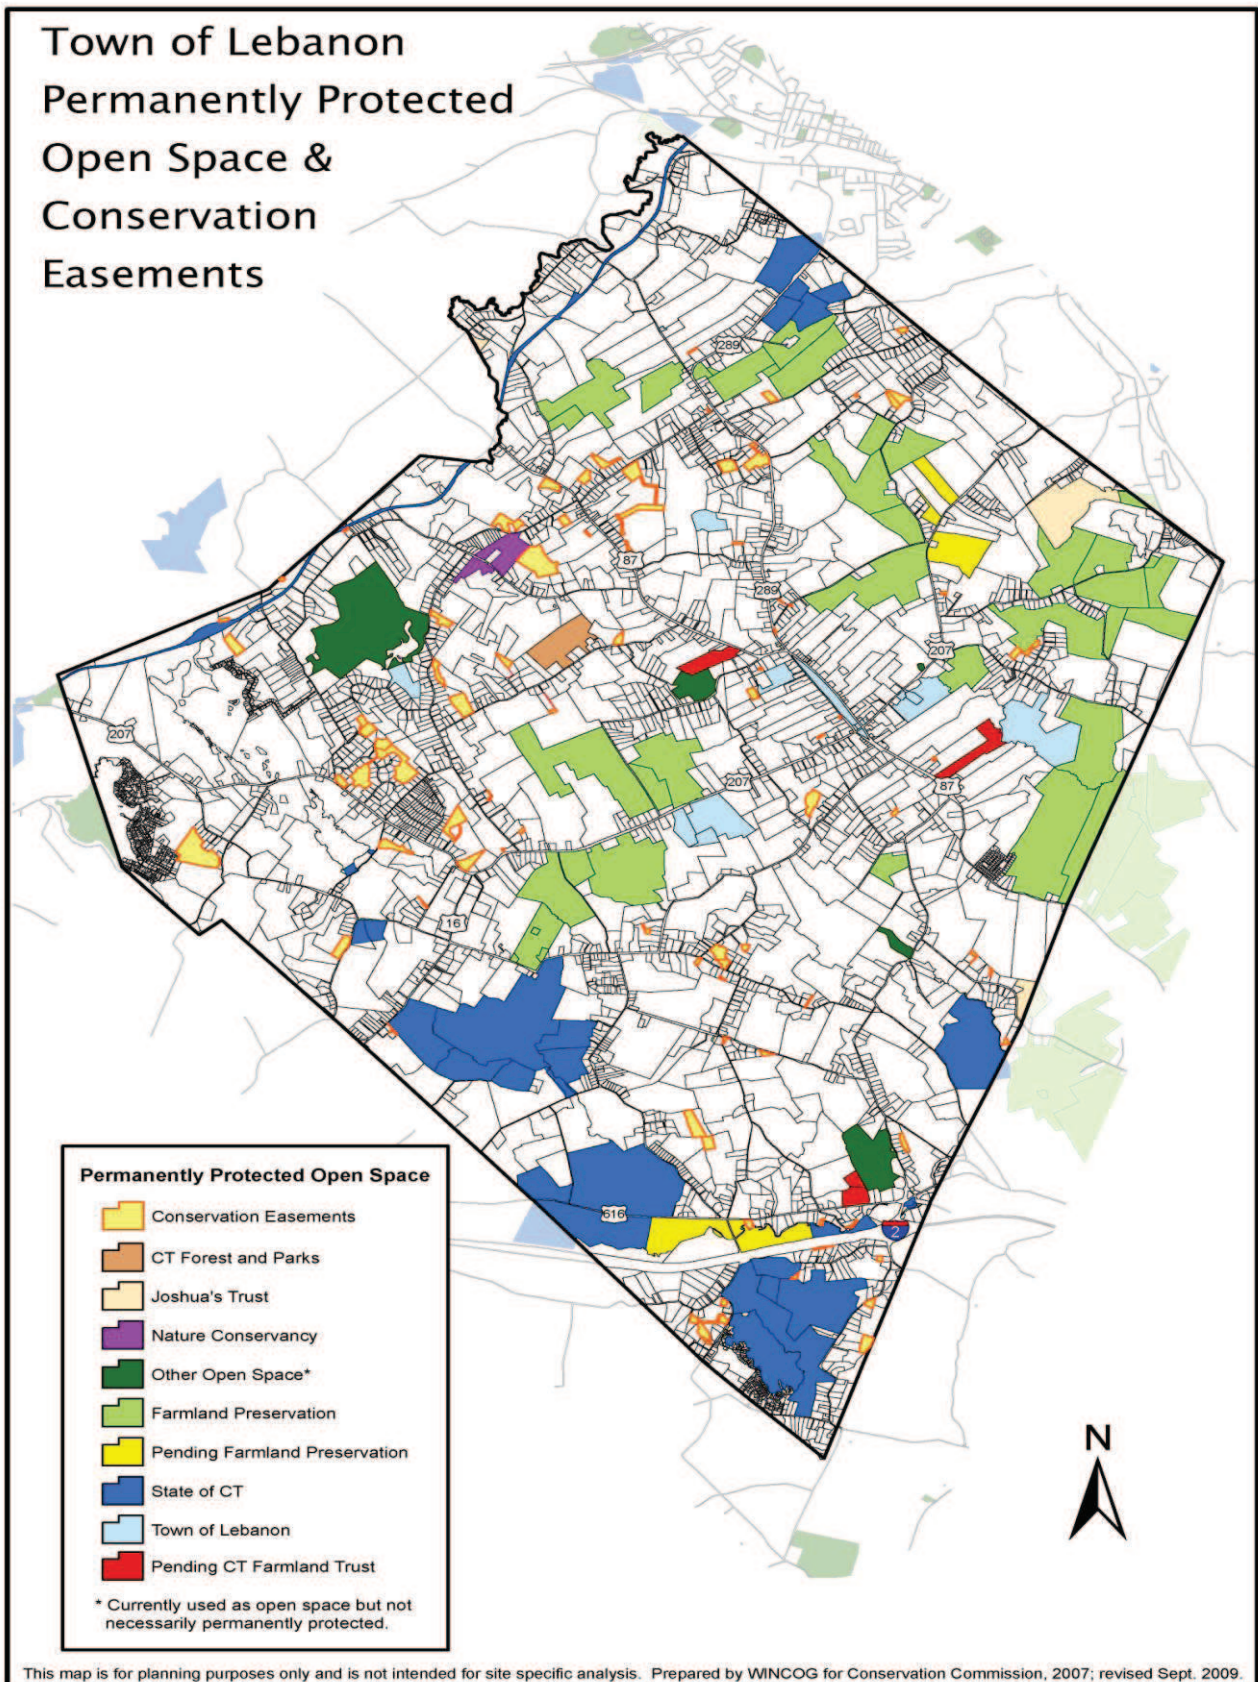 Town of Lebanon
Permanently Protected
Open Space &
Conservation
Easements
289
87
289
207
207
207
87
16
616
2
Permanently Protected Open Space
Conservation Easements
CT Forest and Parks
Joshua's Trust
Nature Conservancy
Other Open Space*
Farmland Preservation
Pending Farmland Preservation
State of CT
Town of Lebanon
Pending CT Farmland Trust
* Currently used as open space but not
necessarily permanently protected.
N
This map is for planning purposes only and is not intended for site specific analysis. Prepared by WINCOG for Conservation Commission, 2007; revised Sept. 2009.